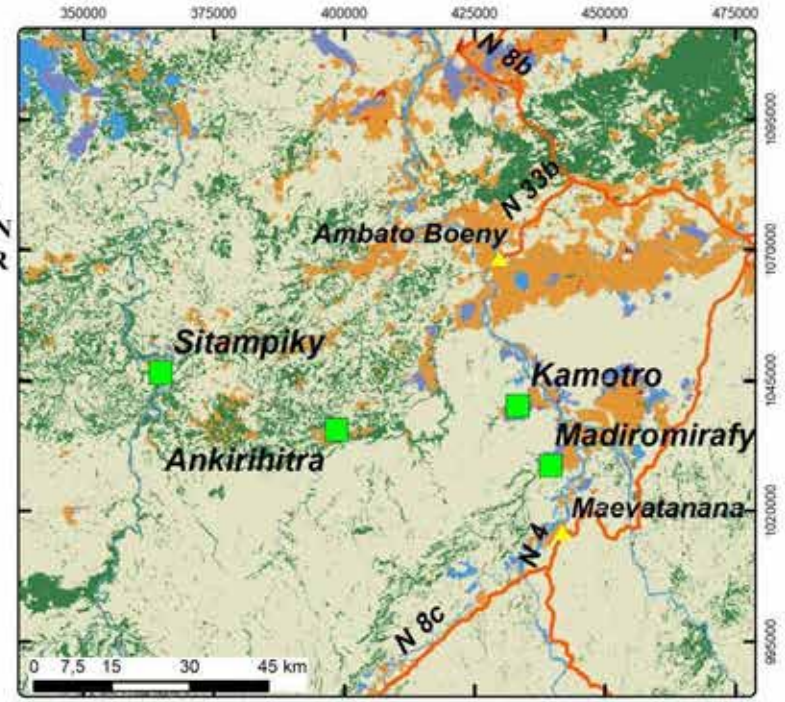 350000 375000 400000 425000 450000 475000
N 8b
1095000
N 33b
Ambato Boeny
1070000
Sitampiky
Kamotro
1045000
Madiromirafy
Ankirihitra
Maevatanana
1020000
N 4
N 8c
995000
0 7,5 15 30 45 km